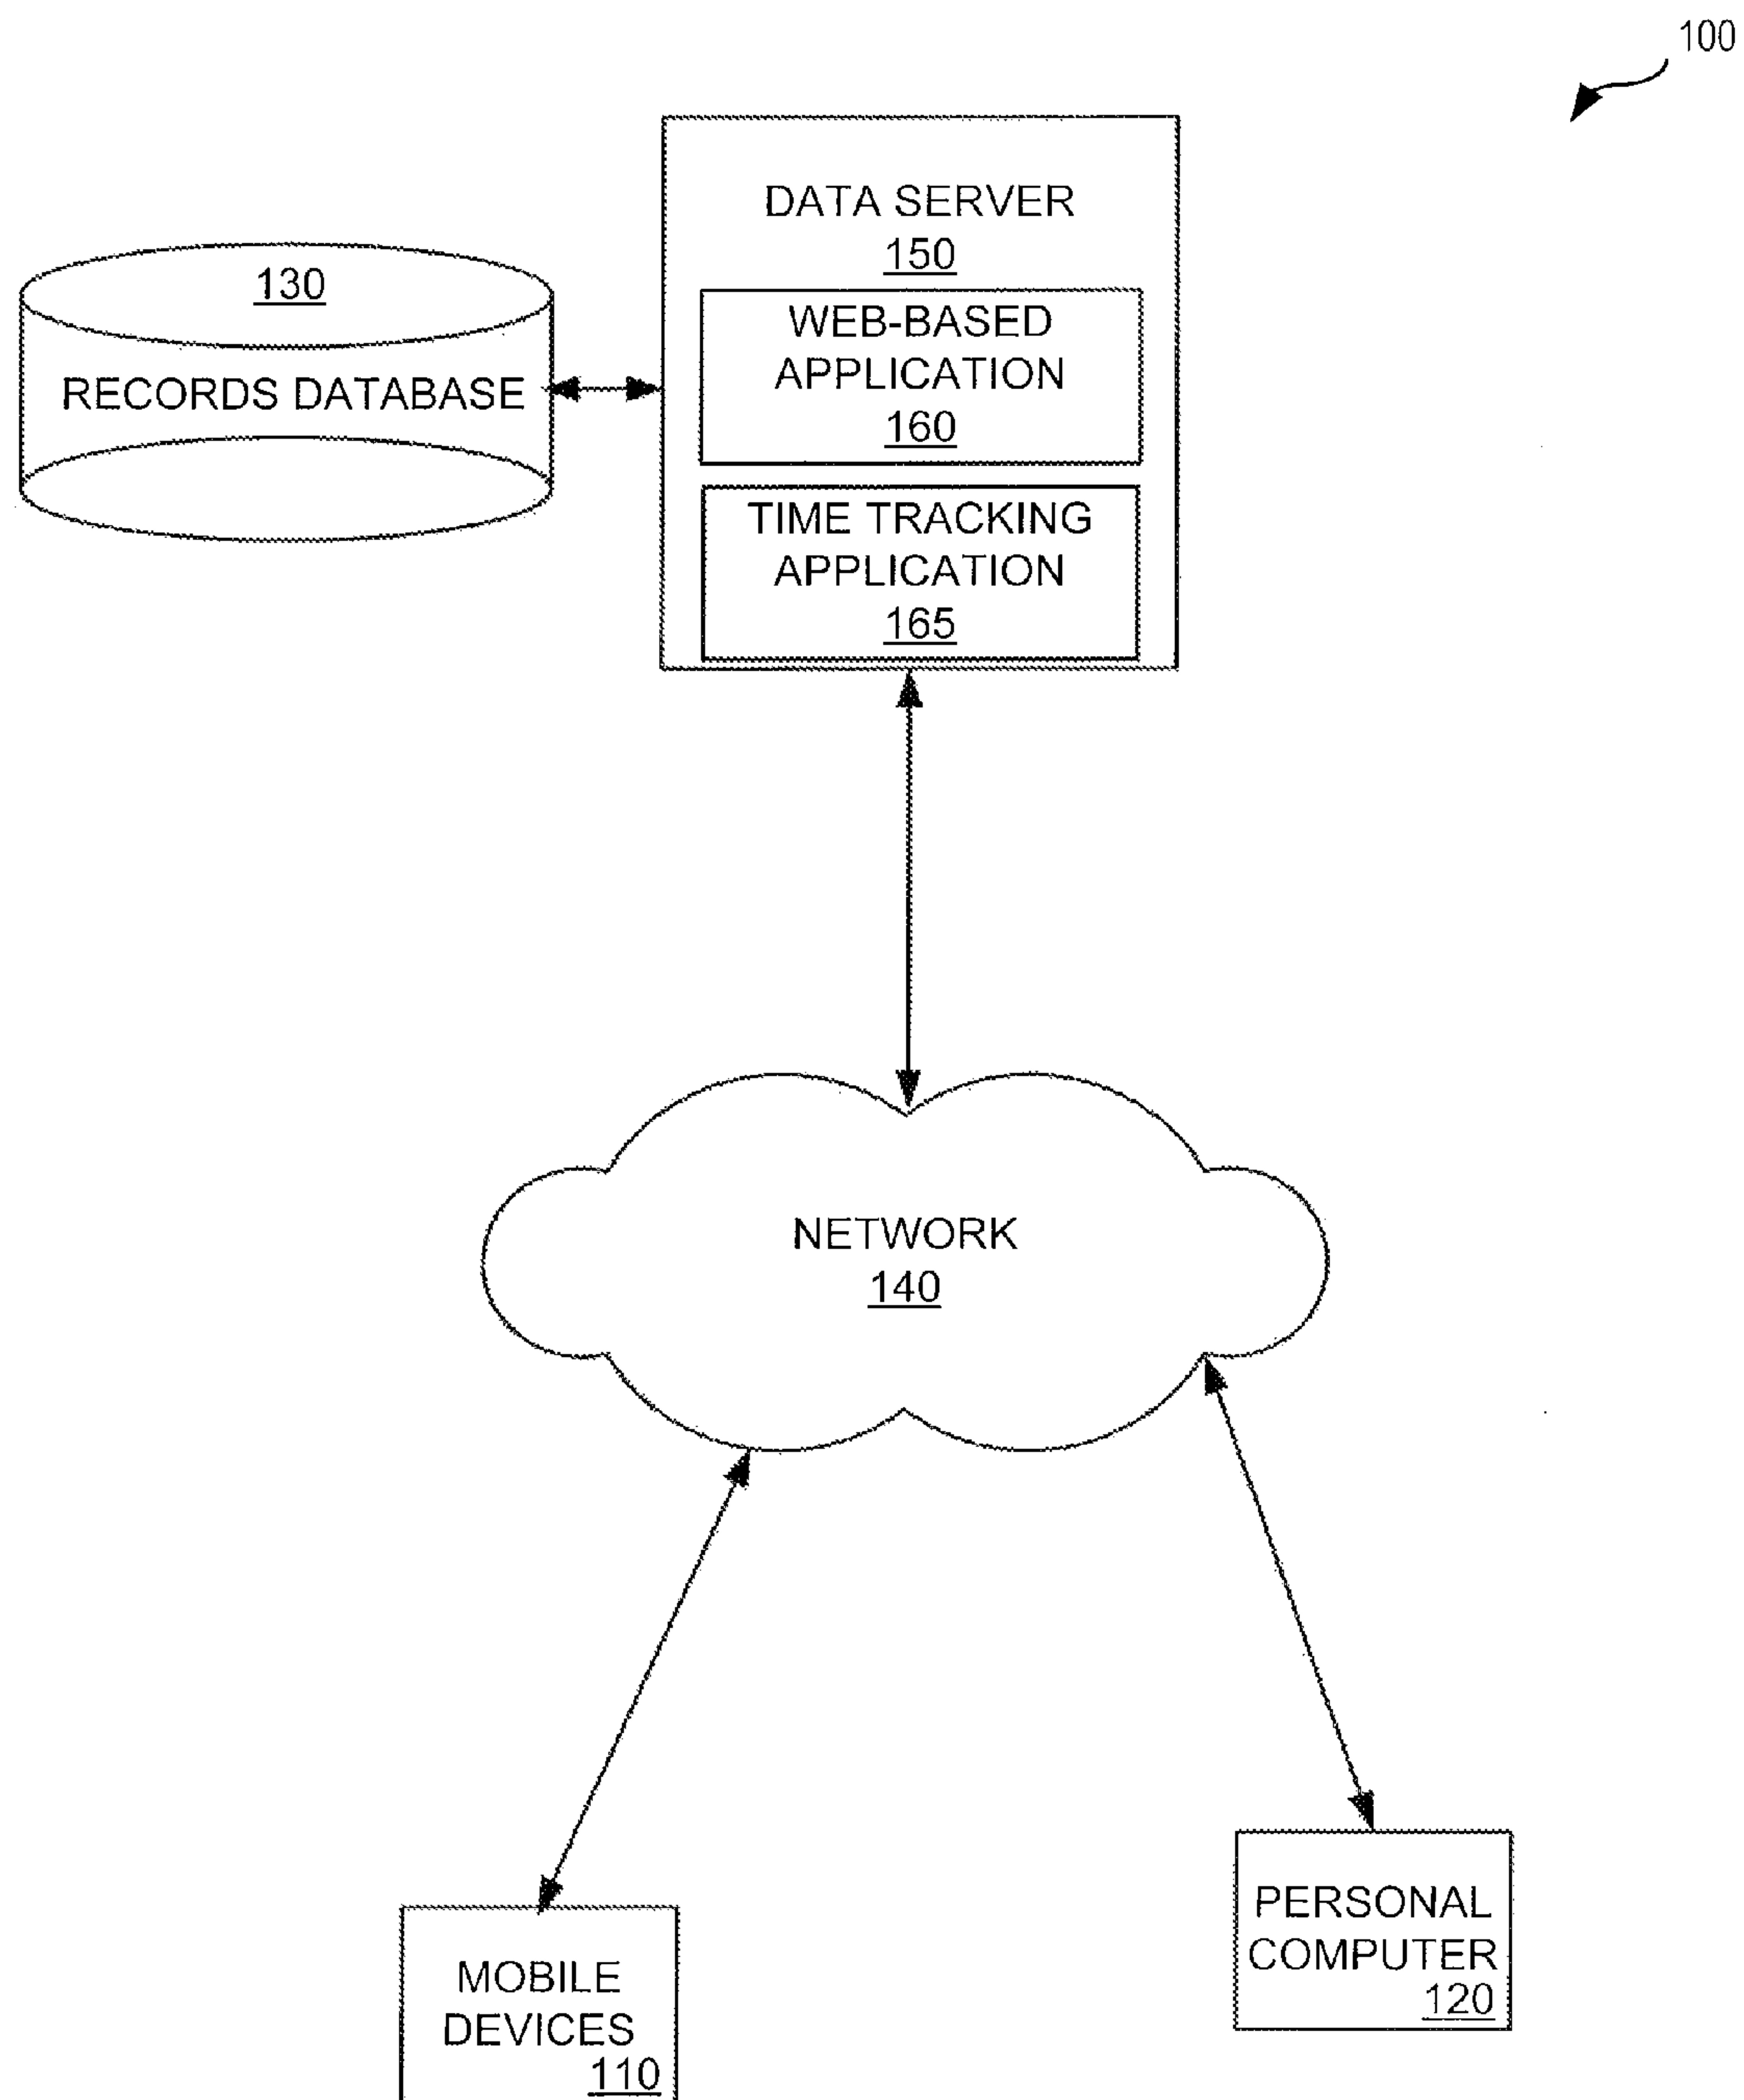 100
DATA SERVER
150
130
RECORDS DATABASE
WEB-BASED
APPLICATION
160
TIME TRACKING
APPLICATION
165
NETWORK
140
PERSONAL
COMPUTER
120
MOBILE
DEVICES
110